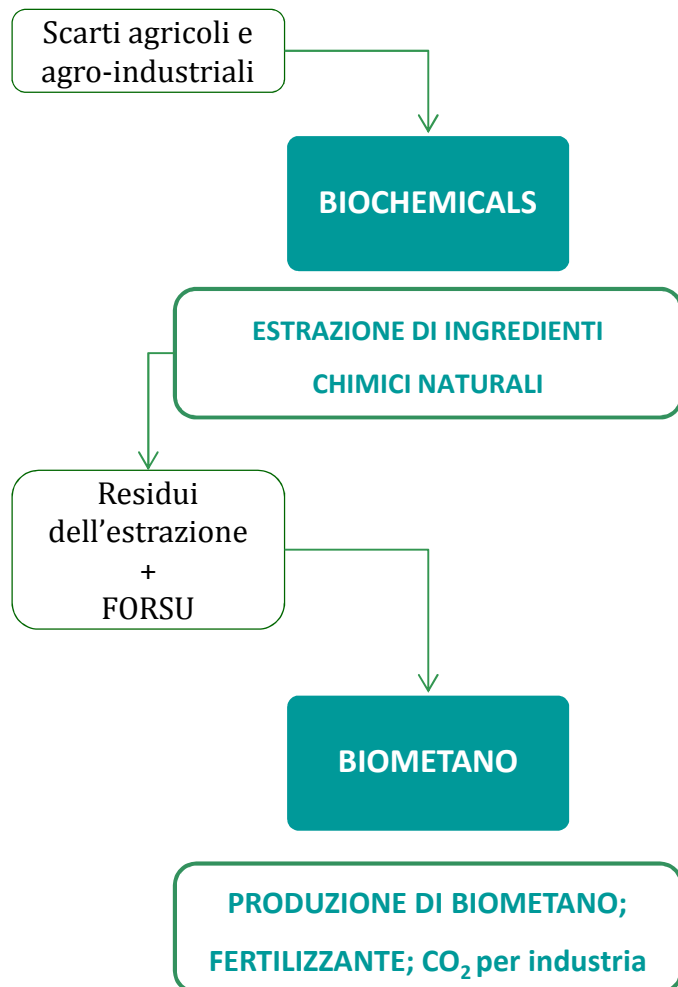 Scarti agricoli e
agro-industriali
BIOCHEMICALS
ESTRAZIONE DI INGREDIENTI
CHIMICI NATURALI
Residui
dell’estrazione
+
FORSU
BIOMETANO
PRODUZIONE DI BIOMETANO;
FERTILIZZANTE; CO₂ per industria